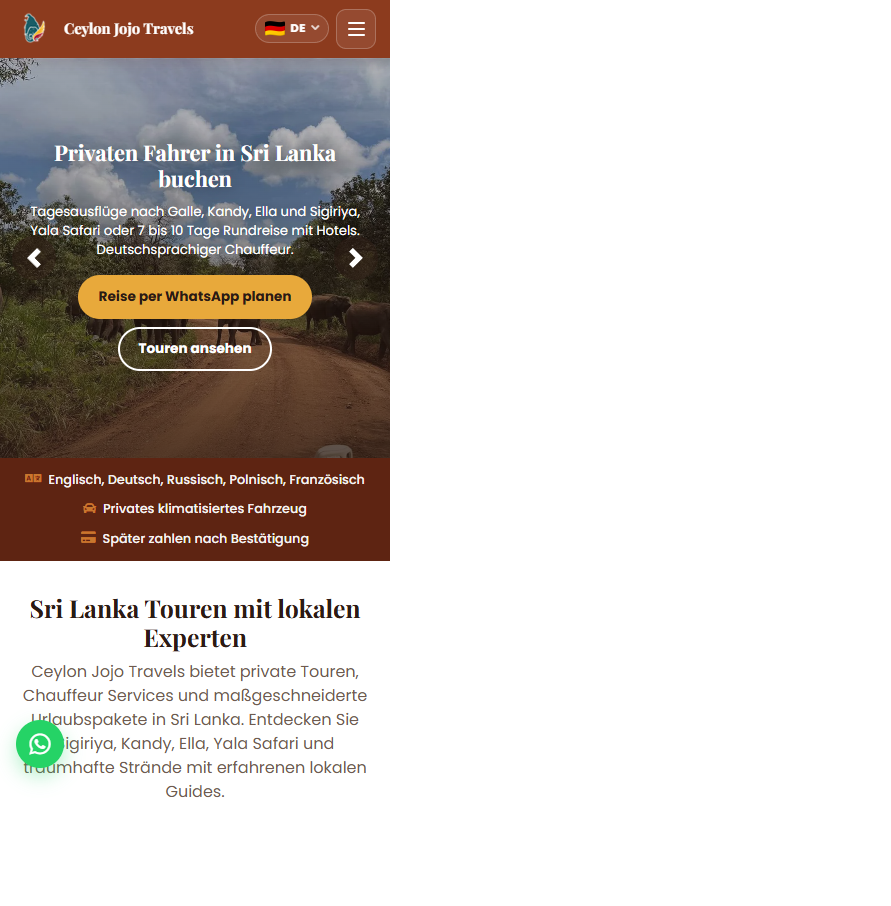 Ceylon Jojo Travels
DE
Privaten Fahrer in Sri Lanka
buchen
Tagesausflüge nach Galle, Kandy, Ella und Sigiriya,
Yala Safari oder 7 bis 10 Tage Rundreise mit Hotels.
Deutschsprachiger Chauffeur.
Reise per WhatsApp planen
Touren ansehen
Englisch, Deutsch, Russisch, Polnisch, Französisch
Privates klimatisiertes Fahrzeug
Später zahlen nach Bestätigung
Sri Lanka Touren mit lokalen
Experten
Ceylon Jojo Travels bietet private Touren,
Chauffeur Services und maßgeschneiderte
Urlaubspakete in Sri Lanka. Entdecken Sie
Sigiriya, Kandy, Ella, Yala Safari und
traumhafte Strände mit erfahrenen lokalen
Guides.